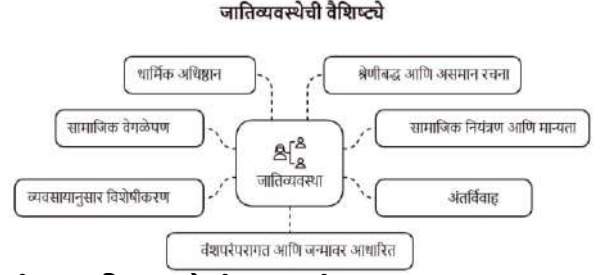 जातिव्यवस्थेची वैशिष्ट्ये
धार्मिक अधिष्ठान
श्रेणीबद्ध आणि असमान रचना
सामाजिक वेगळेपण
सामाजिक नियंत्रण आणि मान्यता
जातिव्यवस्था
व्यवसायानुसार विशेषीकरण
अंतर्विवाह
वंशपरंपरागत आणि जन्मावर आधारित